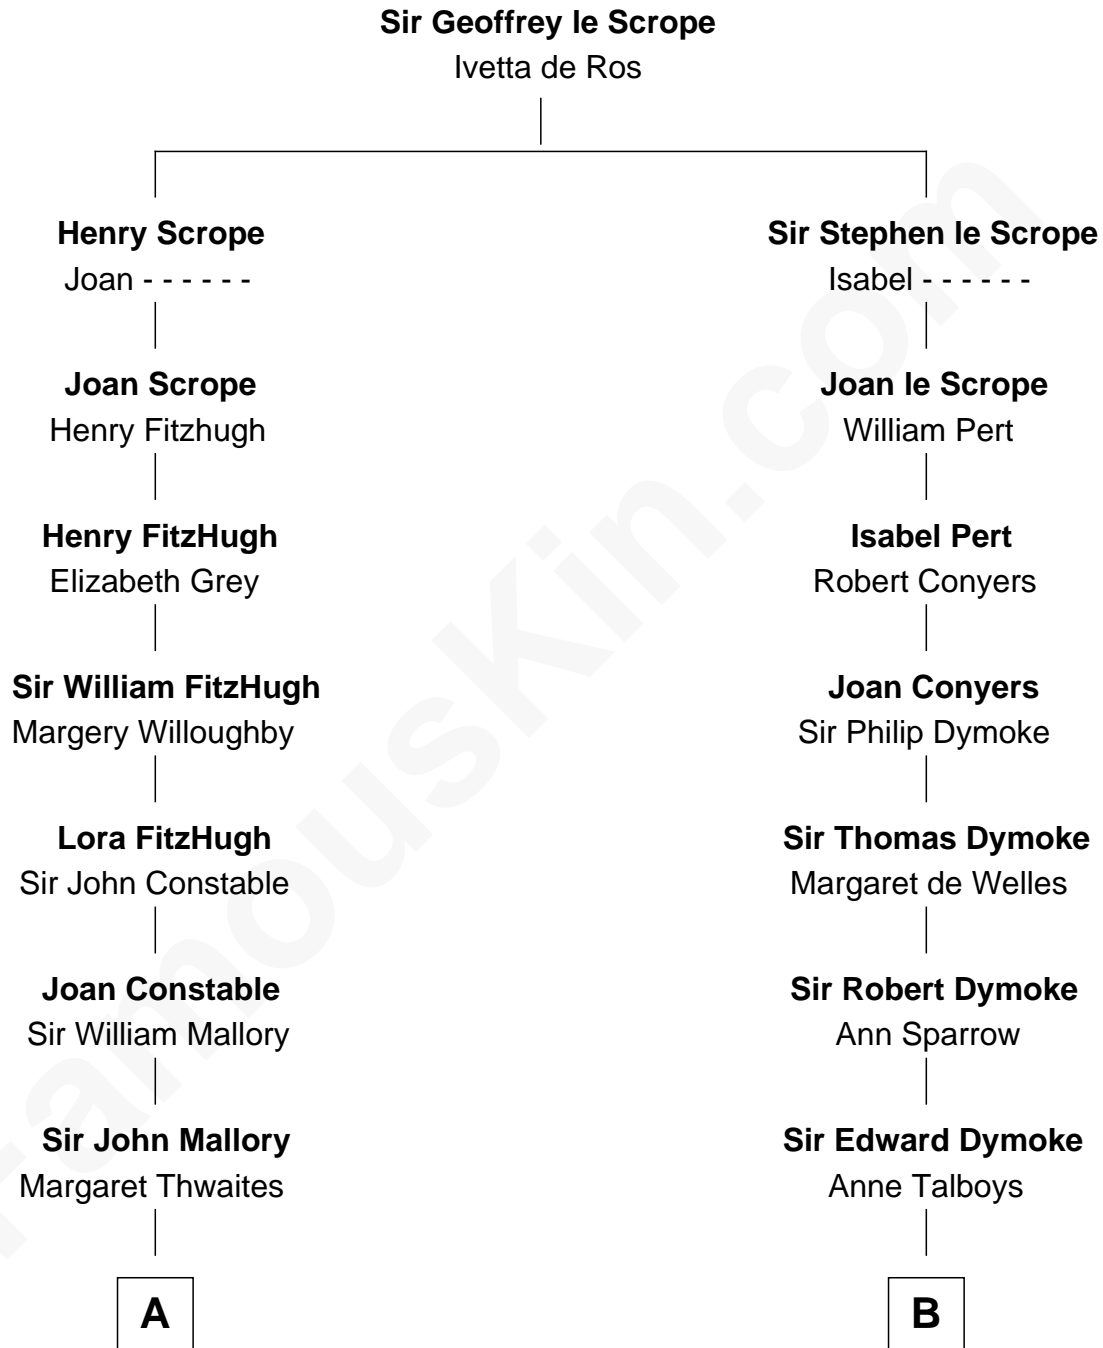 Sir Geoffrey le Scrope
Ivetta de Ros
Henry Scrope
Joan - - - - - -
Joan Scrope
Henry Fitzhugh
Henry FitzHugh
Elizabeth Grey
Sir William FitzHugh
Margery Willoughby
Lora FitzHugh
Sir John Constable
Joan Constable
Sir William Mallory
Sir John Mallory
Margaret Thwaites
A
Sir Stephen le Scrope
Isabel - - - - - -
Joan le Scrope
William Pert
Isabel Pert
Robert Conyers
Joan Conyers
Sir Philip Dymoke
Sir Thomas Dymoke
Margaret de Welles
Sir Robert Dymoke
Ann Sparrow
Sir Edward Dymoke
Anne Talboys
B
FamousKin.com